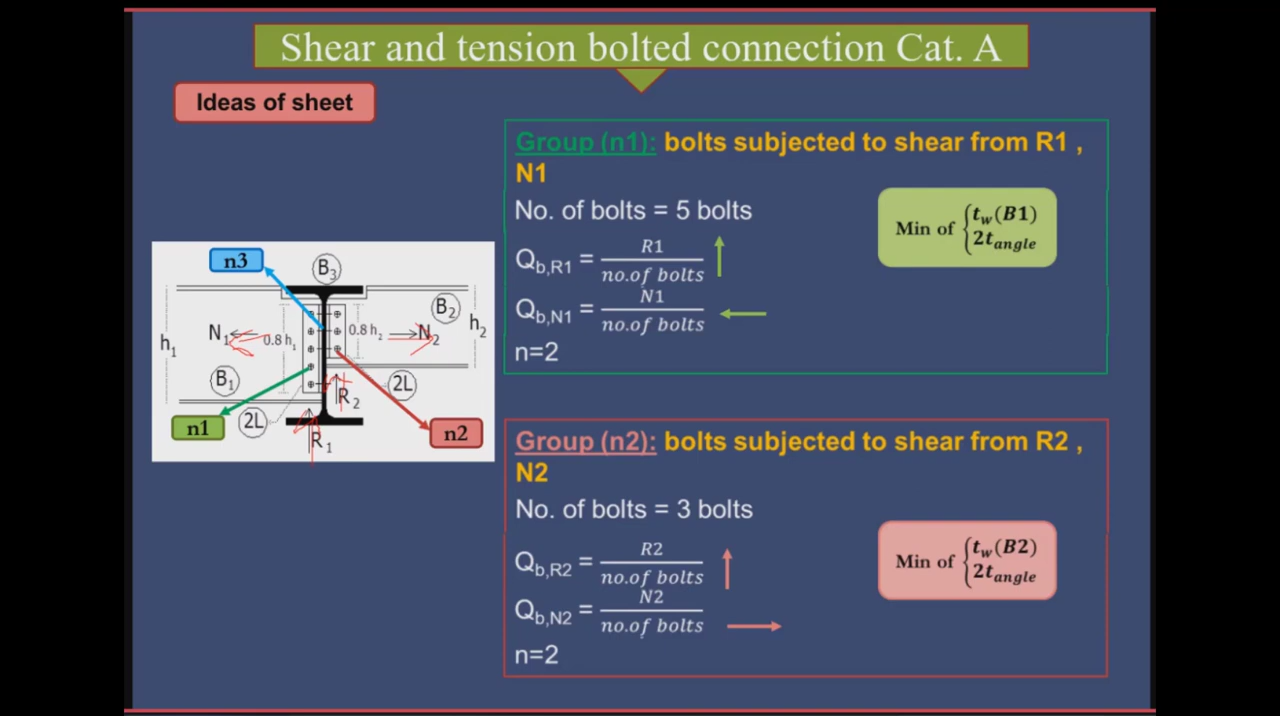 Shear and tension bolted connection Cat. A
Ideas of sheet
n3
B3
B2
h1
N1
0.8 h1
0.8 h2
N2
h2
B1
2L
R2
2L
R1
n1
n2
Group (n1): bolts subjected to shear from R1 ,
N1
No. of bolts = 5 bolts
Qb,R1 = R1 / no.of bolts
Qb,N1 = N1 / no.of bolts
n=2
Min of { tw(B1)
2tangle
Group (n2): bolts subjected to shear from R2 ,
N2
No. of bolts = 3 bolts
Qb,R2 = R2 / no.of bolts
Qb,N2 = N2 / no.of bolts
n=2
Min of { tw(B2)
2tangle